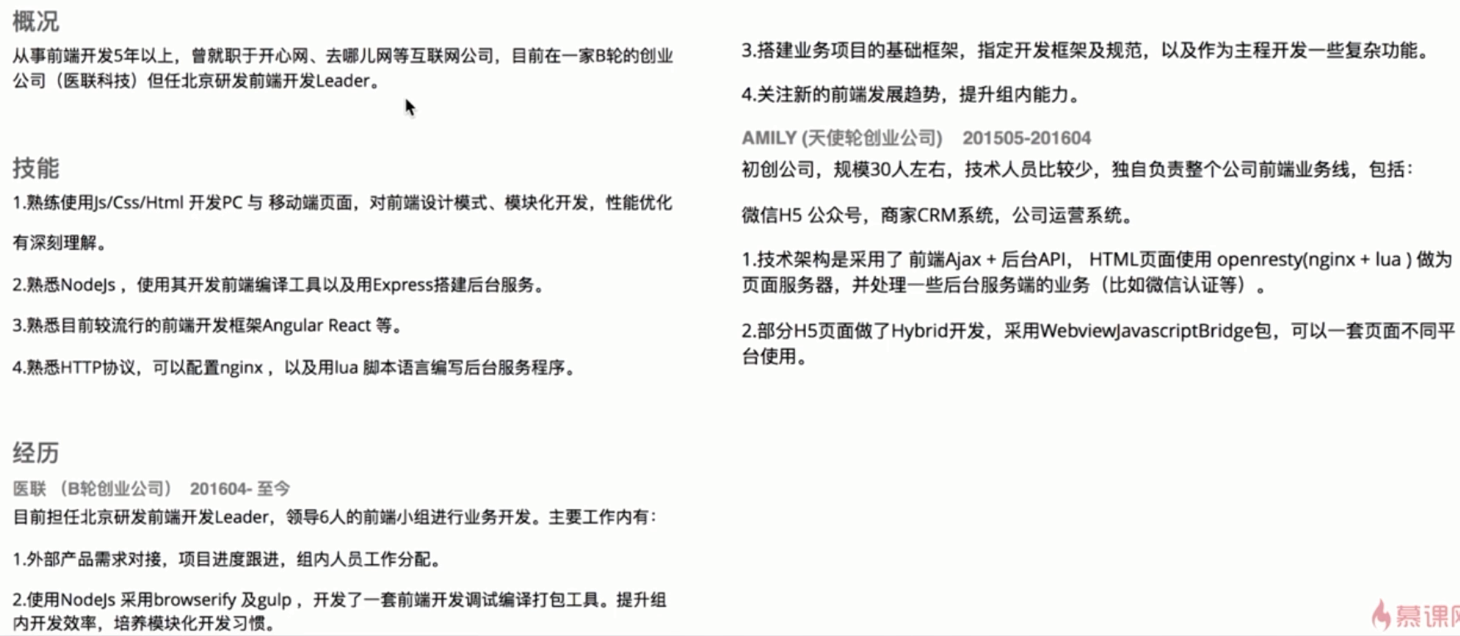 概况
从事前端开发5年以上，曾就职于开心网、去哪儿网等互联网公司，目前在一家B轮的创业
公司（医联科技）但任北京研发前端开发Leader。
技能
1.熟练使用Js/Css/Html 开发PC 与 移动端页面，对前端设计模式、模块化开发，性能优化
有深刻理解。
2.熟悉NodeJs ，使用其开发前端编译工具以及用Express搭建后台服务。
3.熟悉目前较流行的前端开发框架Angular React 等。
4.熟悉HTTP协议，可以配置nginx ，以及用lua 脚本语言编写后台服务程序。
经历
医联 （B轮创业公司） 201604- 至今
目前担任北京研发前端开发Leader，领导6人的前端小组进行业务开发。主要工作内有：
1.外部产品需求对接，项目进度跟进，组内人员工作分配。
2.使用NodeJs 采用browserify 及gulp ，开发了一套前端开发调试编译打包工具。提升组
内开发效率，培养模块化开发习惯。
3.搭建业务项目的基础框架，指定开发框架及规范，以及作为主程开发一些复杂功能。
4.关注新的前端发展趋势，提升组内能力。
AMILY (天使轮创业公司) 201505-201604
初创公司，规模30人左右，技术人员比较少，独自负责整个公司前端业务线，包括：
微信H5 公众号，商家CRM系统，公司运营系统。
1.技术架构是采用了 前端Ajax + 后台API， HTML页面使用 openresty(nginx + lua ) 做为
页面服务器，并处理一些后台服务端的业务（比如微信认证等）。
2.部分H5页面做了Hybrid开发，采用WebviewJavascriptBridge包，可以一套页面不同平
台使用。
慕课网